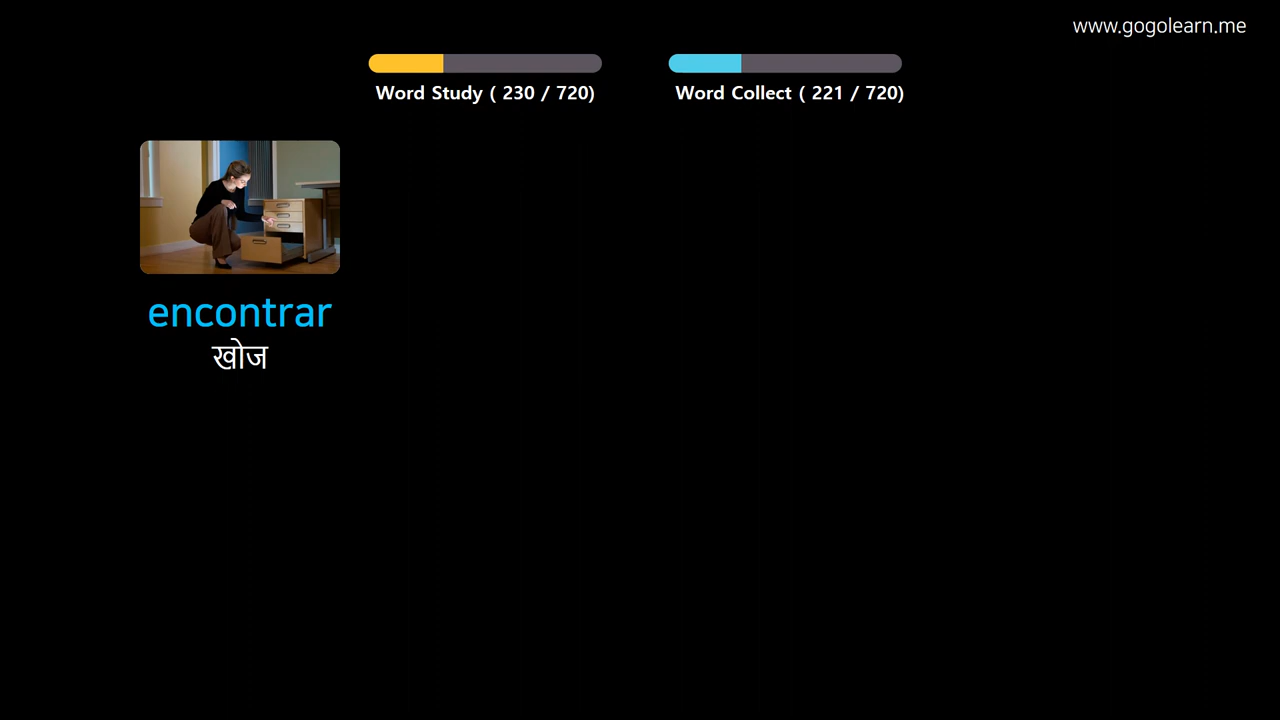 www.gogolearn.me
Word Study ( 230 / 720)
Word Collect ( 221 / 720)
encontrar
खोज